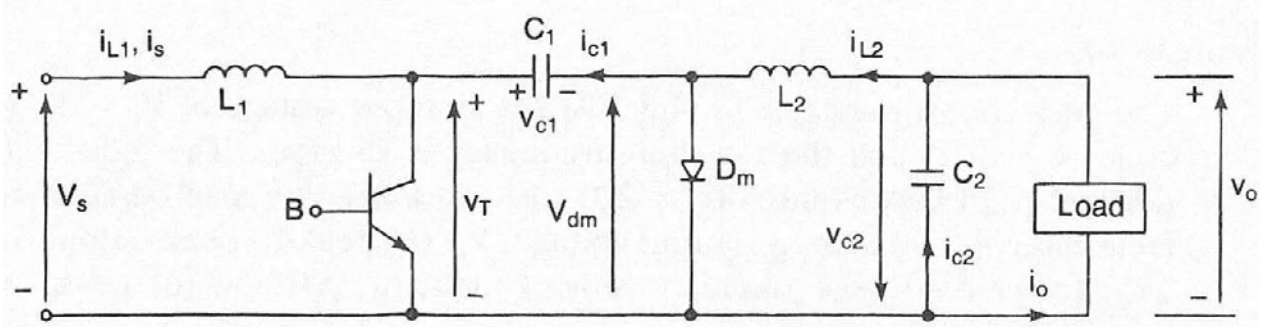 i_L1, i_s
C_1
i_c1
i_L2
+
L_1
+
+
−
v_c1
L_2
+
V_s
B
v_T
V_dm
D_m
v_c2
C_2
i_c2
Load
v_o
−
−
i_o
−